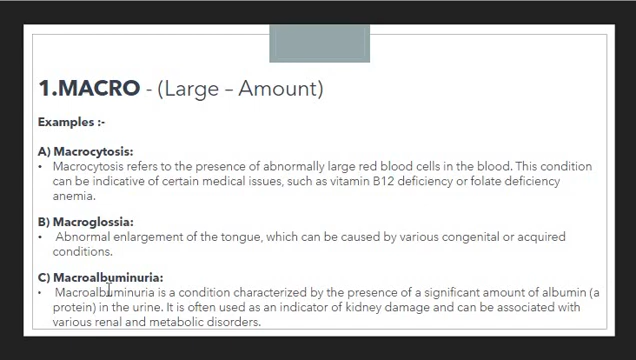 1.MACRO - (Large – Amount)
Examples :-
A) Macrocytosis:
• Macrocytosis refers to the presence of abnormally large red blood cells in the blood. This condition
can be indicative of certain medical issues, such as vitamin B12 deficiency or folate deficiency
anemia.
B) Macroglossia:
• Abnormal enlargement of the tongue, which can be caused by various congenital or acquired
conditions.
C) Macroalbuminuria:
• Macroalbuminuria is a condition characterized by the presence of a significant amount of albumin (a
protein) in the urine. It is often used as an indicator of kidney damage and can be associated with
various renal and metabolic disorders.